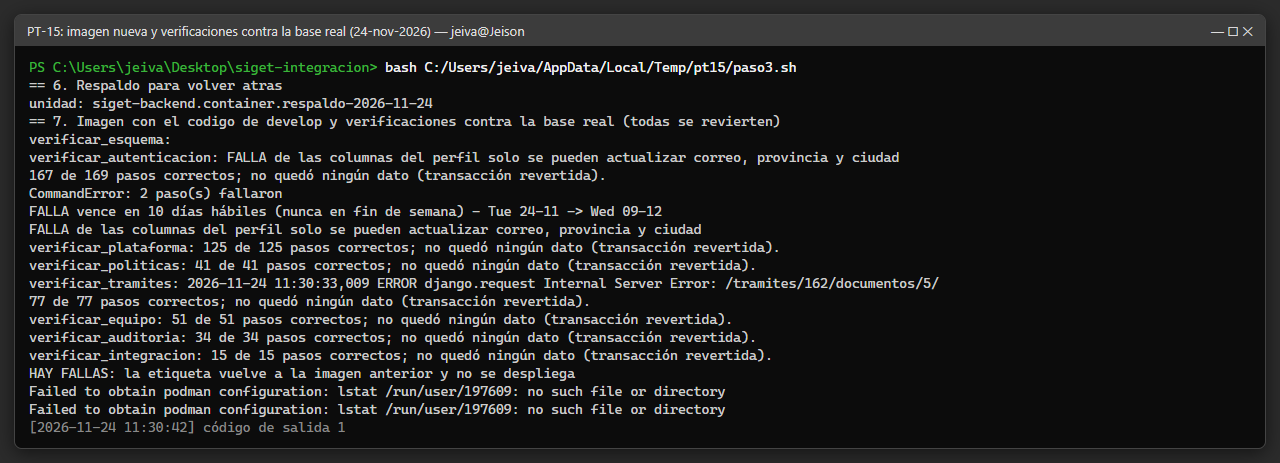 PT-15: imagen nueva y verificaciones contra la base real (24-nov-2026) — jeiva@Jeison
PS C:\Users\jeiva\Desktop\siget-integracion> bash C:/Users/jeiva/AppData/Local/Temp/pt15/paso3.sh
== 6. Respaldo para volver atras
unidad: siget-backend.container.respaldo-2026-11-24
== 7. Imagen con el codigo de develop y verificaciones contra la base real (todas se revierten)
verificar_esquema:
verificar_autenticacion: FALLA de las columnas del perfil solo se pueden actualizar correo, provincia y ciudad
167 de 169 pasos correctos; no quedó ningún dato (transacción revertida).
CommandError: 2 paso(s) fallaron
FALLA vence en 10 días hábiles (nunca en fin de semana) - Tue 24-11 -> Wed 09-12
FALLA de las columnas del perfil solo se pueden actualizar correo, provincia y ciudad
verificar_plataforma: 125 de 125 pasos correctos; no quedó ningún dato (transacción revertida).
verificar_politicas: 41 de 41 pasos correctos; no quedó ningún dato (transacción revertida).
verificar_tramites: 2026-11-24 11:30:33,009 ERROR django.request Internal Server Error: /tramites/162/documentos/5/
77 de 77 pasos correctos; no quedó ningún dato (transacción revertida).
verificar_equipo: 51 de 51 pasos correctos; no quedó ningún dato (transacción revertida).
verificar_auditoria: 34 de 34 pasos correctos; no quedó ningún dato (transacción revertida).
verificar_integracion: 15 de 15 pasos correctos; no quedó ningún dato (transacción revertida).
HAY FALLAS: la etiqueta vuelve a la imagen anterior y no se despliega
Failed to obtain podman configuration: lstat /run/user/197609: no such file or directory
Failed to obtain podman configuration: lstat /run/user/197609: no such file or directory
[2026-11-24 11:30:42] código de salida 1